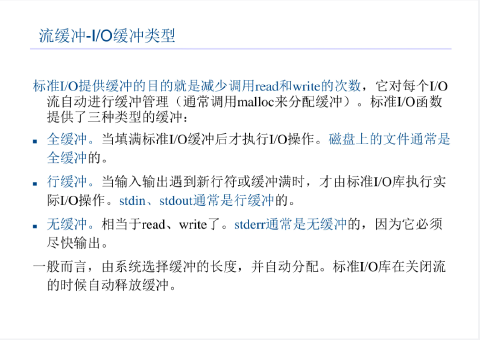 流缓冲-I/O缓冲类型
标准I/O提供缓冲的目的就是减少调用read和write的次数，它对每个I/O
流自动进行缓冲管理（通常调用malloc来分配缓冲）。标准I/O函数
提供了三种类型的缓冲：
全缓冲。当填满标准I/O缓冲后才执行I/O操作。磁盘上的文件通常是
全缓冲的。
行缓冲。当输入输出遇到新行符或缓冲满时，才由标准I/O库执行实
际I/O操作。stdin、stdout通常是行缓冲的。
无缓冲。相当于read、write了。stderr通常是无缓冲的，因为它必须
尽快输出。
一般而言，由系统选择缓冲的长度，并自动分配。标准I/O库在关闭流
的时候自动释放缓冲。